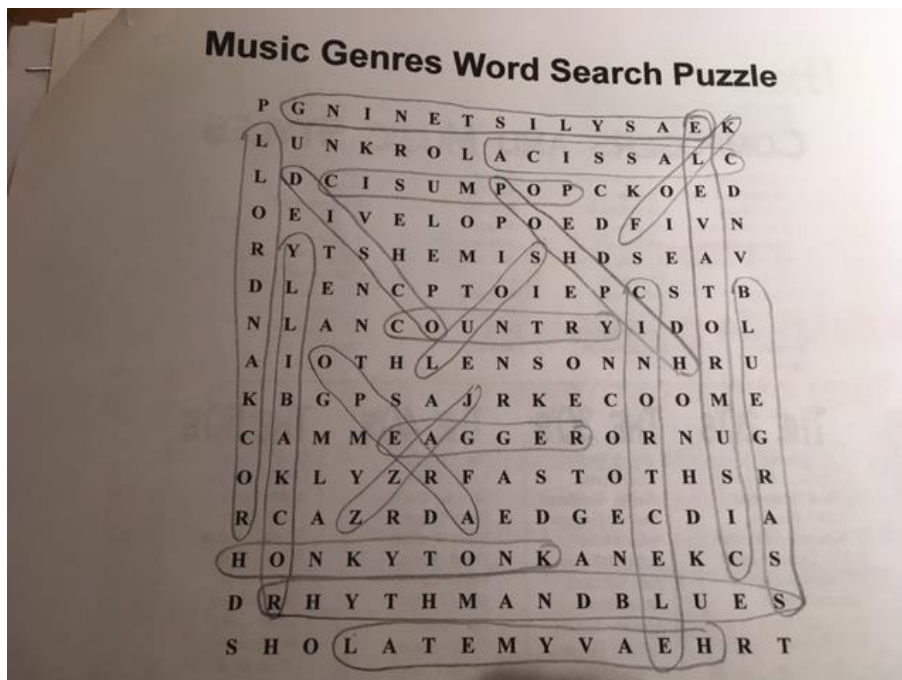 Music Genres Word Search Puzzle
P G N I N E T S I L Y S A E K
L U N K R O L A C I S S A L C
L D C I S U M P O P C K O E D
O E I V E L O P O E D F I V N
R Y T S H E M I S H D S E A V
D L E N C P T O I E P C S T B
N L A N C O U N T R Y I D O L
A I O T H L E N S O N N H R U
K B G P S A J R K E C O O M E
C A M M E A G G E R O R N U G
O K L Y Z R F A S T O T H S R
R C A Z R D A E D G E C D I A
H O N K Y T O N K A N E K C S
D R H Y T H M A N D B L U E S
S H O L A T E M Y V A E H R T